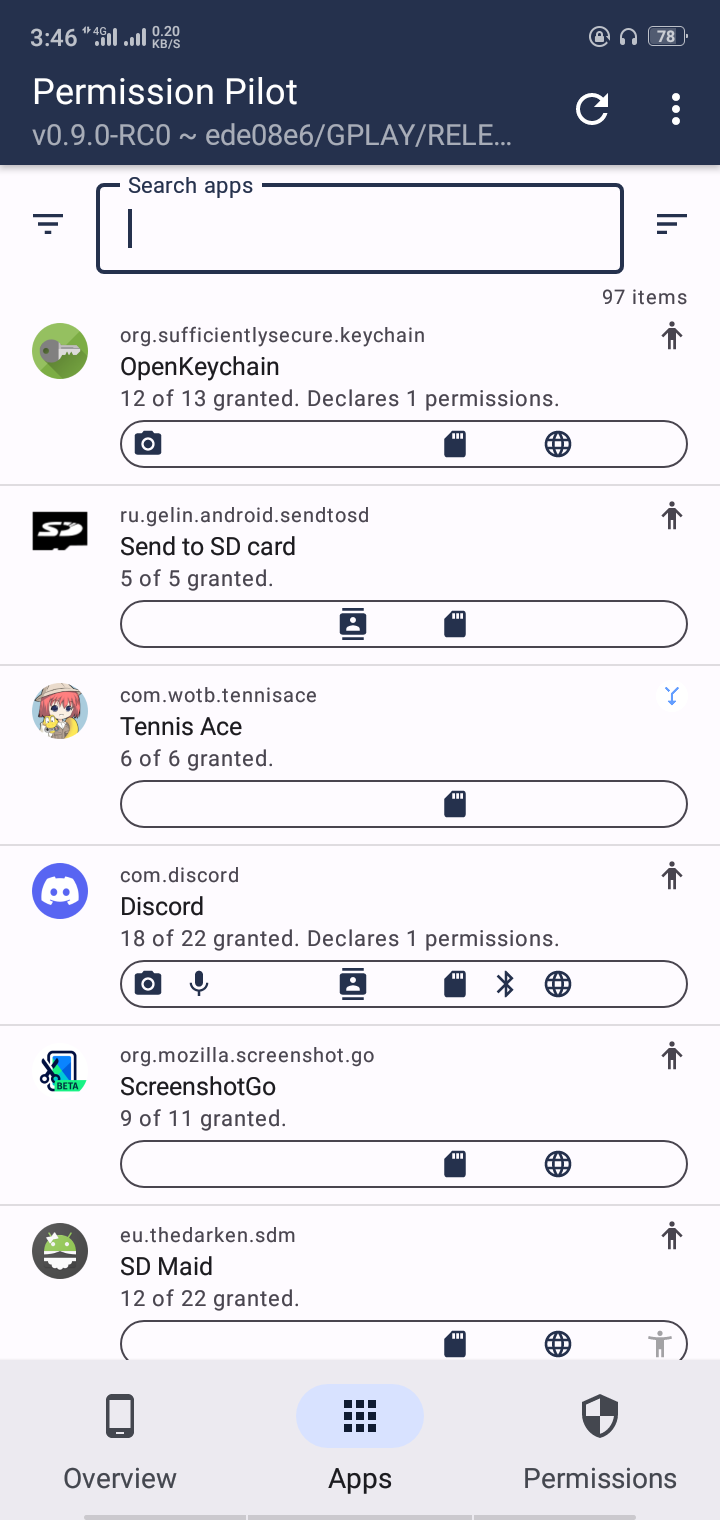 3:46 4G 0.20 KB/S 78
Permission Pilot
v0.9.0-RC0 ~ ede08e6/GPLAY/RELE...
Search apps
97 items
org.sufficientlysecure.keychain
OpenKeychain
12 of 13 granted. Declares 1 permissions.
SD
ru.gelin.android.sendtosd
Send to SD card
5 of 5 granted.
com.wotb.tennisace
Tennis Ace
6 of 6 granted.
com.discord
Discord
18 of 22 granted. Declares 1 permissions.
BETA
org.mozilla.screenshot.go
ScreenshotGo
9 of 11 granted.
eu.thedarken.sdm
SD Maid
12 of 22 granted.
Overview
Apps
Permissions